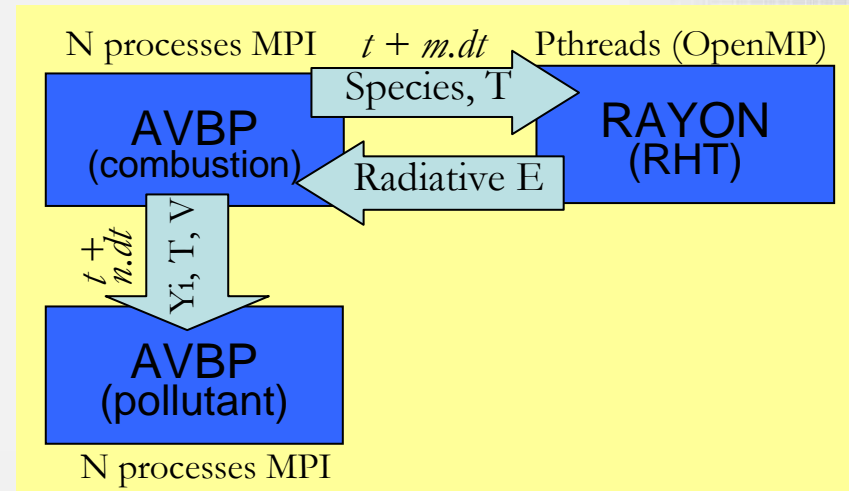 N processes MPI
t + m.dt
Pthreads (OpenMP)
Species, T
AVBP
(combustion)
RAYON
(RHT)
Radiative E
t +
n.dt
Yi, T, V
AVBP
(pollutant)
N processes MPI